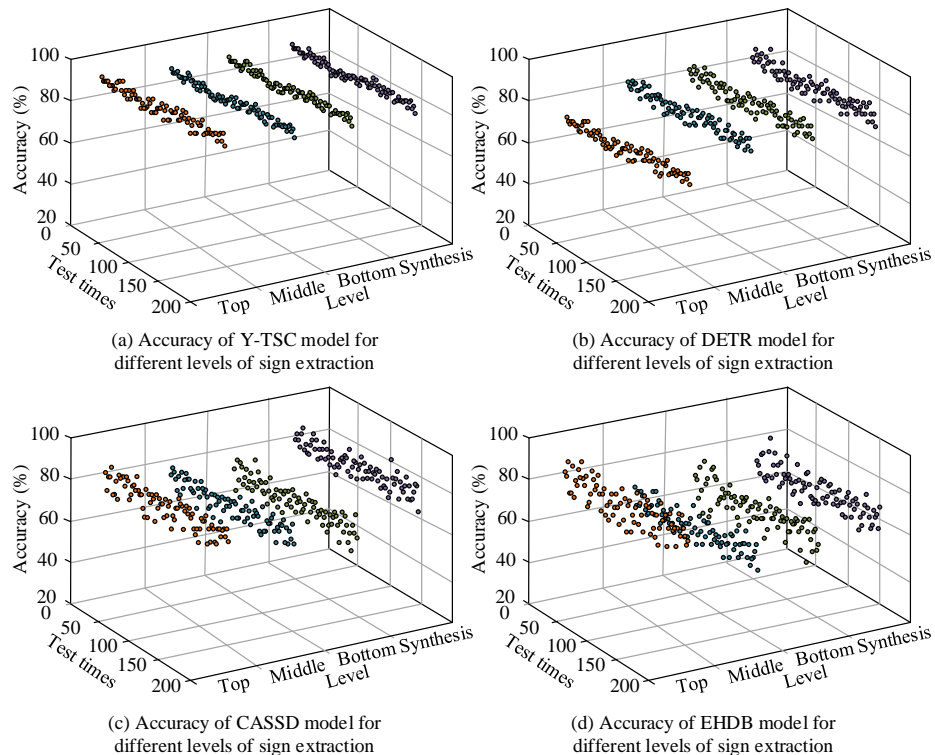 100
80
60
40
20
0
50
100
150
200
Accuracy (%)
Test times
Top
Middle
Bottom
Synthesis
Level
(a) Accuracy of Y-TSC model for
different levels of sign extraction
100
80
60
40
20
0
50
100
150
200
Accuracy (%)
Test times
Top
Middle
Bottom
Synthesis
Level
(b) Accuracy of DETR model for
different levels of sign extraction
100
80
60
40
20
0
50
100
150
200
Accuracy (%)
Test times
Top
Middle
Bottom
Synthesis
Level
(c) Accuracy of CASSD model for
different levels of sign extraction
100
80
60
40
20
0
50
100
150
200
Accuracy (%)
Test times
Top
Middle
Bottom
Synthesis
Level
(d) Accuracy of EHDB model for
different levels of sign extraction